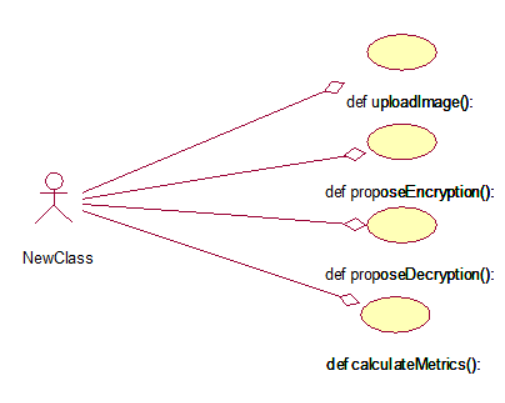 def uploadImage():
def proposeEncryption():
NewClass
def proposeDecryption():
def calculateMetrics():